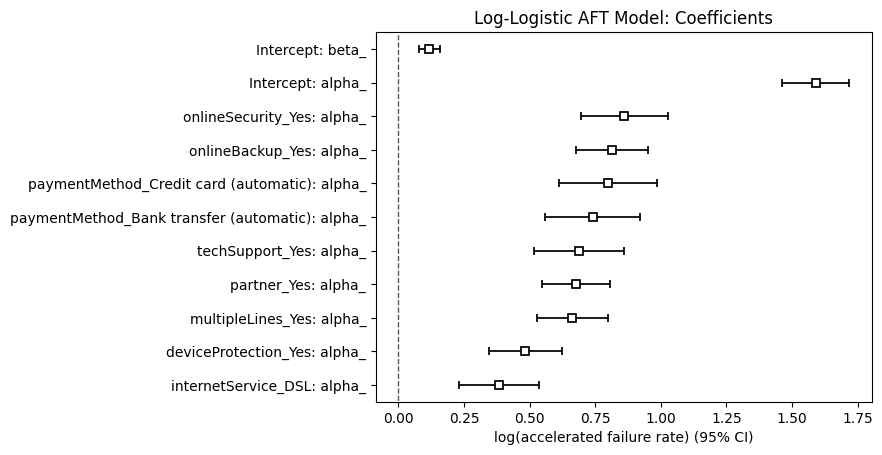 Log-Logistic AFT Model: Coefficients
Intercept: beta_
Intercept: alpha_
onlineSecurity_Yes: alpha_
onlineBackup_Yes: alpha_
paymentMethod_Credit card (automatic): alpha_
paymentMethod_Bank transfer (automatic): alpha_
techSupport_Yes: alpha_
partner_Yes: alpha_
multipleLines_Yes: alpha_
deviceProtection_Yes: alpha_
internetService_DSL: alpha_
0.00 0.25 0.50 0.75 1.00 1.25 1.50 1.75
log(accelerated failure rate) (95% CI)